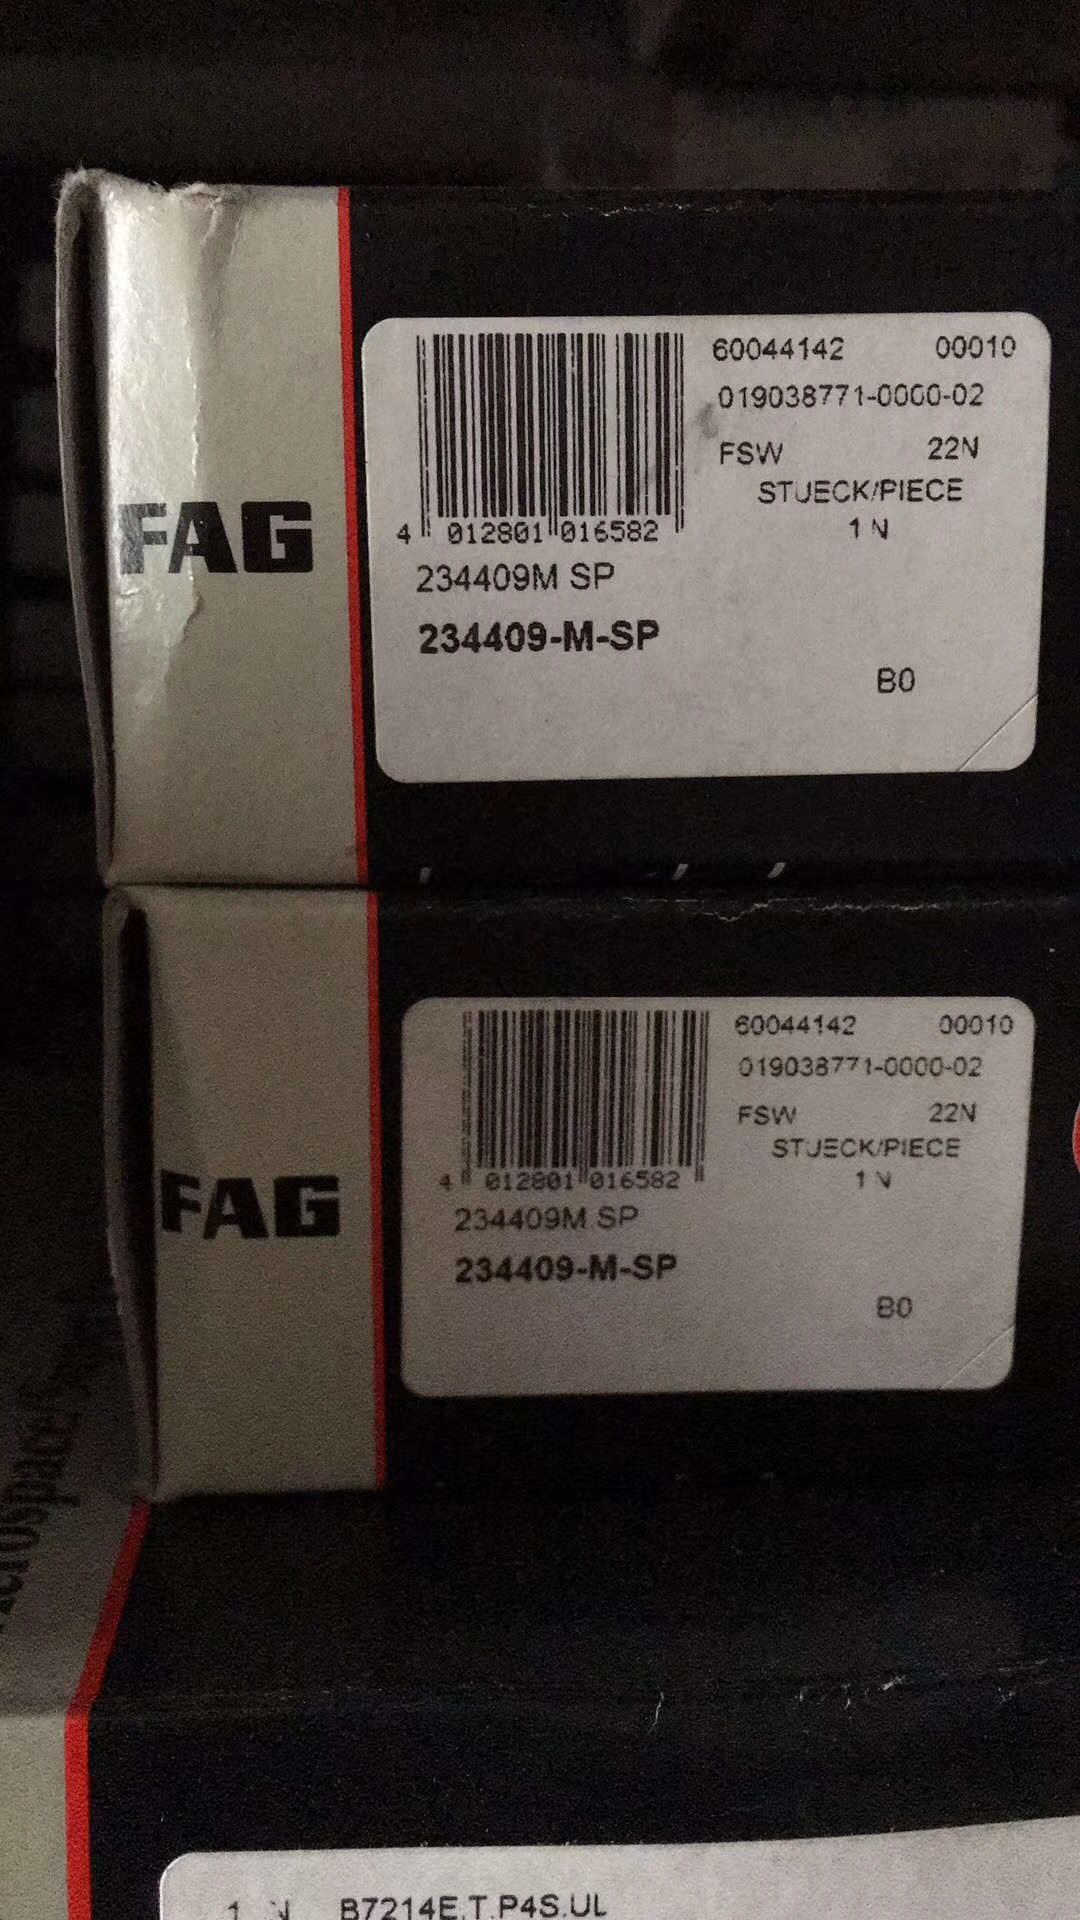 FAG
60044142 00010
019038771-0000-02
FSW 22N
STUECK/PIECE
1 N
4 012801 016582
234409M SP
234409-M-SP
B0
FAG
60044142 00010
019038771-0000-02
FSW 22N
STUECK/PIECE
1 N
4 012801 016582
234409M SP
234409-M-SP
B0
1 N B7214E.T.P4S.UL